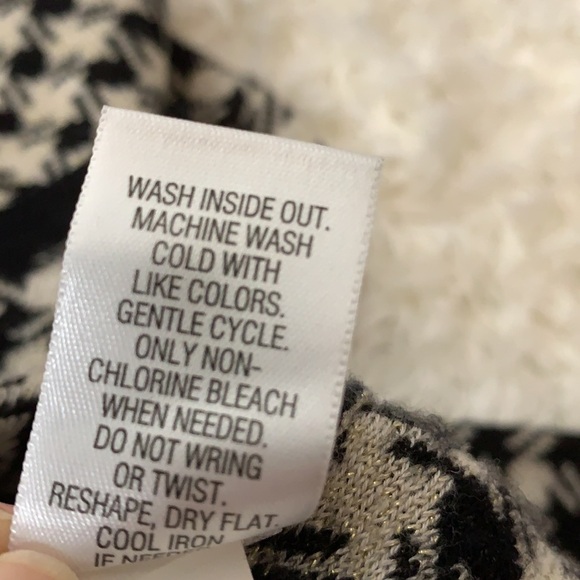 WASH INSIDE OUT.
MACHINE WASH
COLD WITH
LIKE COLORS.
GENTLE CYCLE.
ONLY NON-
CHLORINE BLEACH
WHEN NEEDED.
DO NOT WRING
OR TWIST.
RESHAPE, DRY FLAT.
COOL IRON
IF